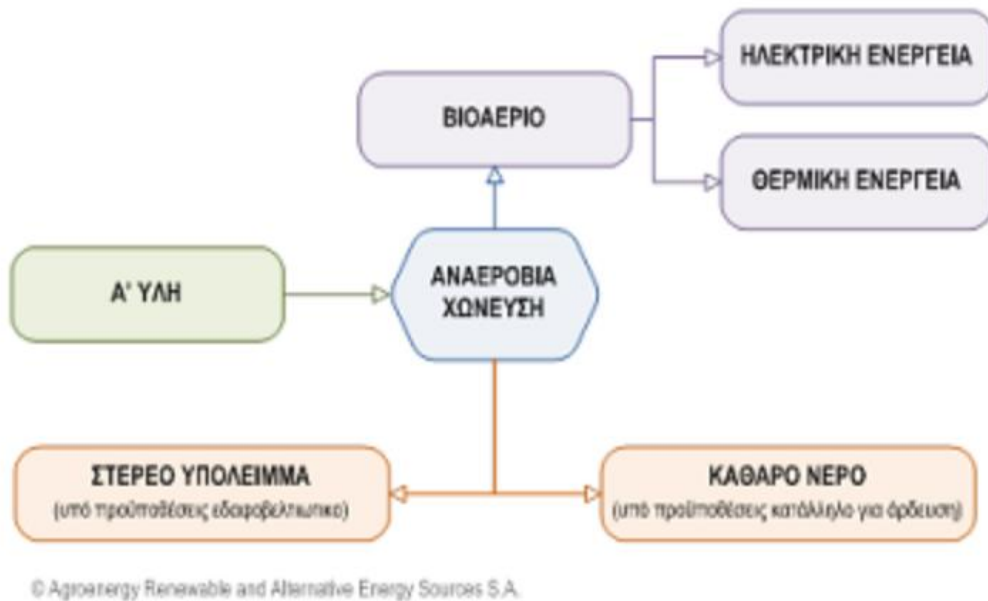 ΗΛΕΚΤΡΙΚΗ ΕΝΕΡΓΕΙΑ
ΒΙΟΑΕΡΙΟ
ΘΕΡΜΙΚΗ ΕΝΕΡΓΕΙΑ
Α' ΥΛΗ
ΑΝΑΕΡΟΒΙΑ
ΧΩΝΕΥΣΗ
ΣΤΕΡΕΟ ΥΠΟΛΕΙΜΜΑ
(υπό προϋποθέσεις εδαφοβελτιωτικο)
ΚΑΘΑΡΟ ΝΕΡΟ
(υπό προϋποθέσεις κατάλληλο για άρδευση)
© Agroenergy Renewable and Alternative Energy Sources S.A.